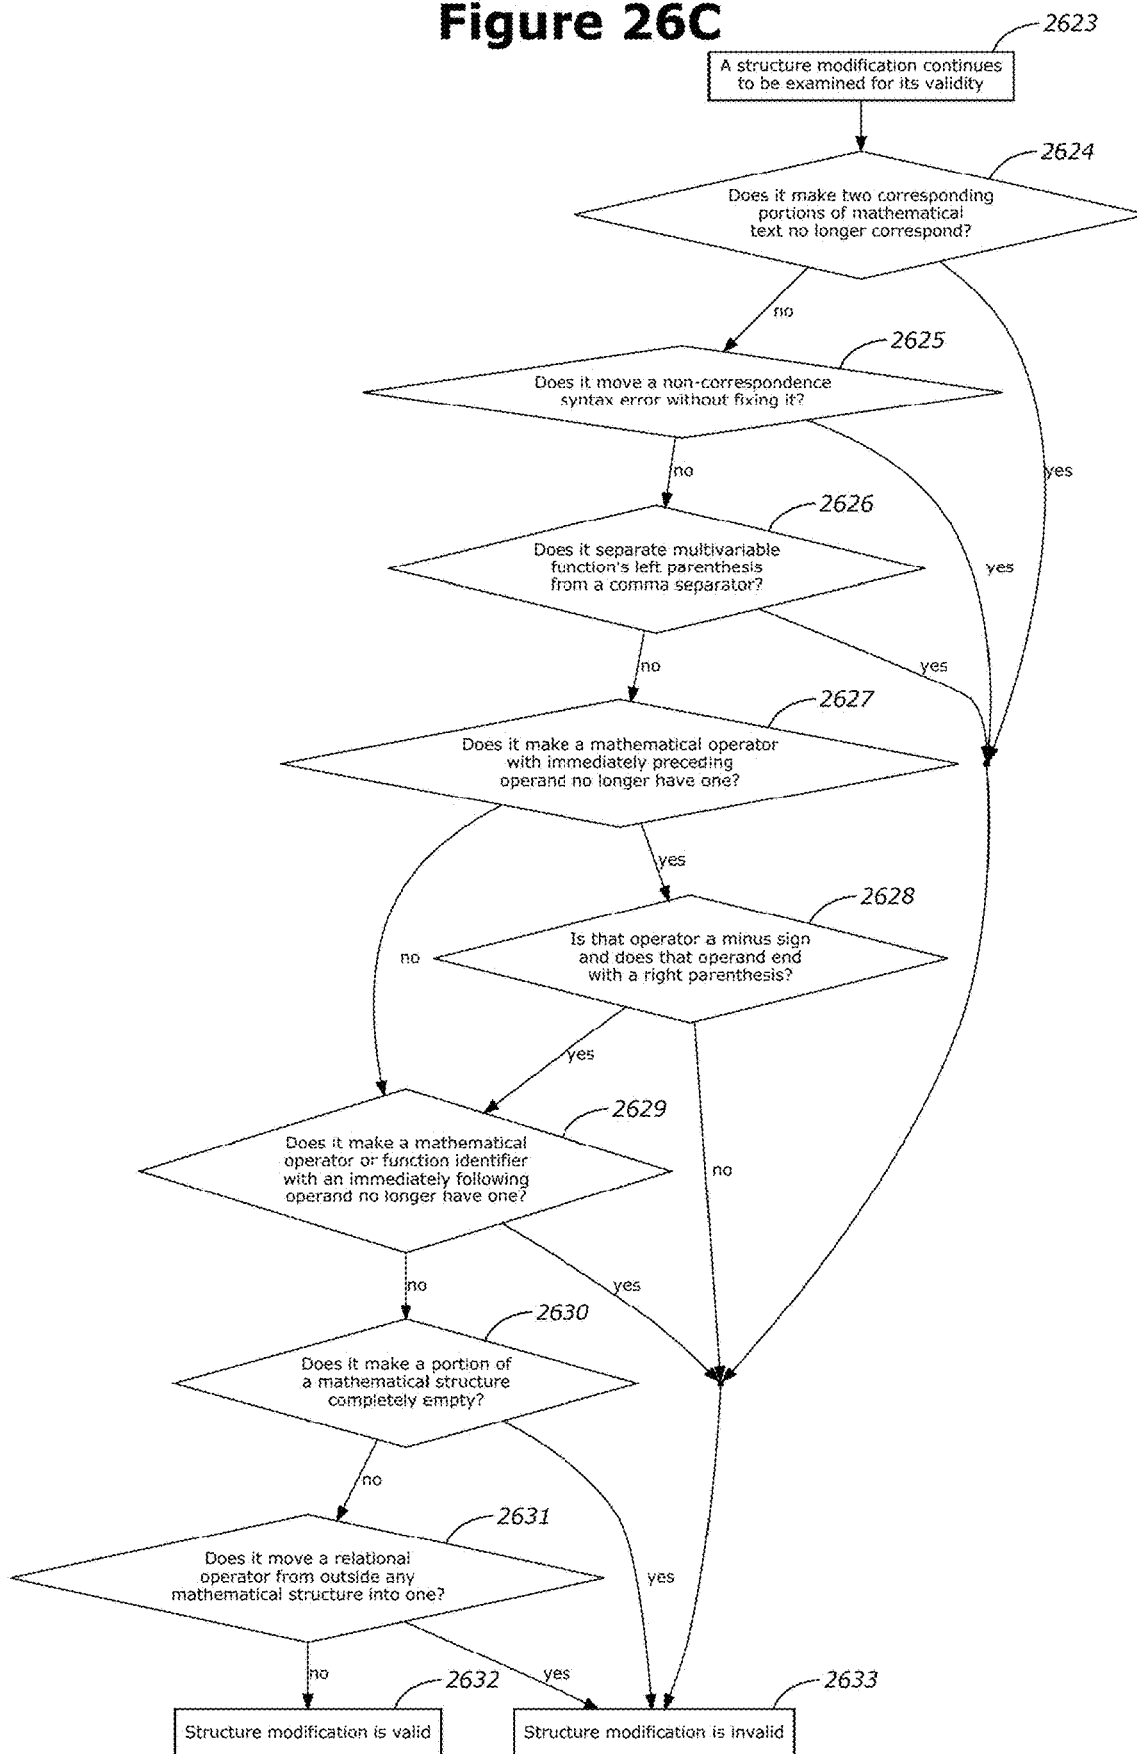 Figure 26C
2623
A structure modification continues
to be examined for its validity
2624
Does it make two corresponding
portions of mathematical
text no longer correspond?
no
2625
Does it move a non-correspondence
syntax error without fixing it?
no
yes
2626
Does it separate multivariable
function's left parenthesis
from a comma separator?
yes
no
yes
2627
Does it make a mathematical operator
with immediately preceding
operand no longer have one?
yes
2628
Is that operator a minus sign
and does that operand end
with a right parenthesis?
no
yes
2629
Does it make a mathematical
operator or function identifier
with an immediately following
operand no longer have one?
no
no
yes
2630
Does it make a portion of
a mathematical structure
completely empty?
no
2631
Does it move a relational
operator from outside any
mathematical structure into one?
yes
no
yes
2632
Structure modification is valid
2633
Structure modification is invalid